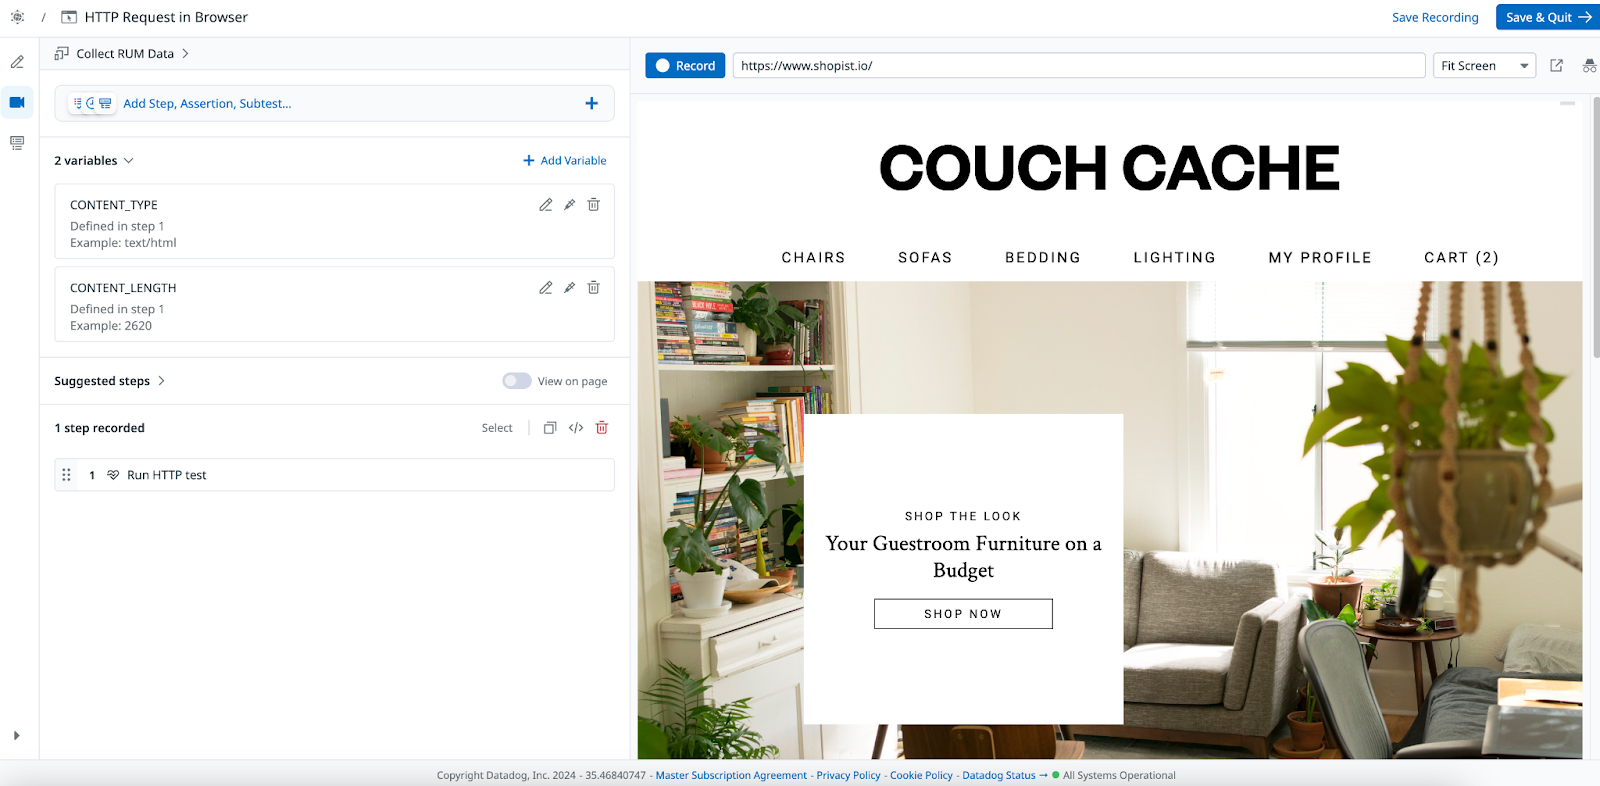 / HTTP Request in Browser
Save Recording
Save & Quit →
Collect RUM Data
Add Step, Assertion, Subtest...
2 variables
Add Variable
CONTENT_TYPE
Defined in step 1
Example: text/html
CONTENT_LENGTH
Defined in step 1
Example: 2620
Suggested steps
View on page
1 step recorded
Select
</>
1 Run HTTP test
Record
https://www.shopist.io/
Fit Screen
COUCH CACHE
CHAIRS SOFAS BEDDING LIGHTING MY PROFILE CART (2)
SHOP THE LOOK
Your Guestroom Furniture on a
Budget
SHOP NOW
Copyright Datadog, Inc. 2024 - 35.46840747 - Master Subscription Agreement - Privacy Policy - Cookie Policy - Datadog Status → All Systems Operational